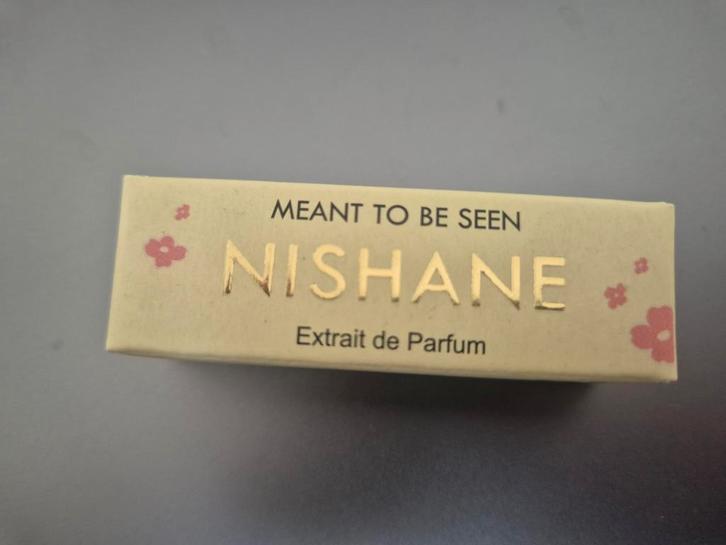 MEANT TO BE SEEN
NISHANE
Extrait de Parfum